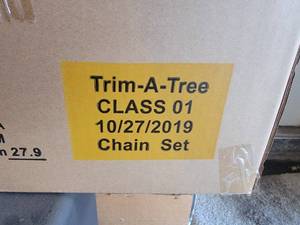 Trim-A-Tree
CLASS 01
10/27/2019
Chain Set
27.9